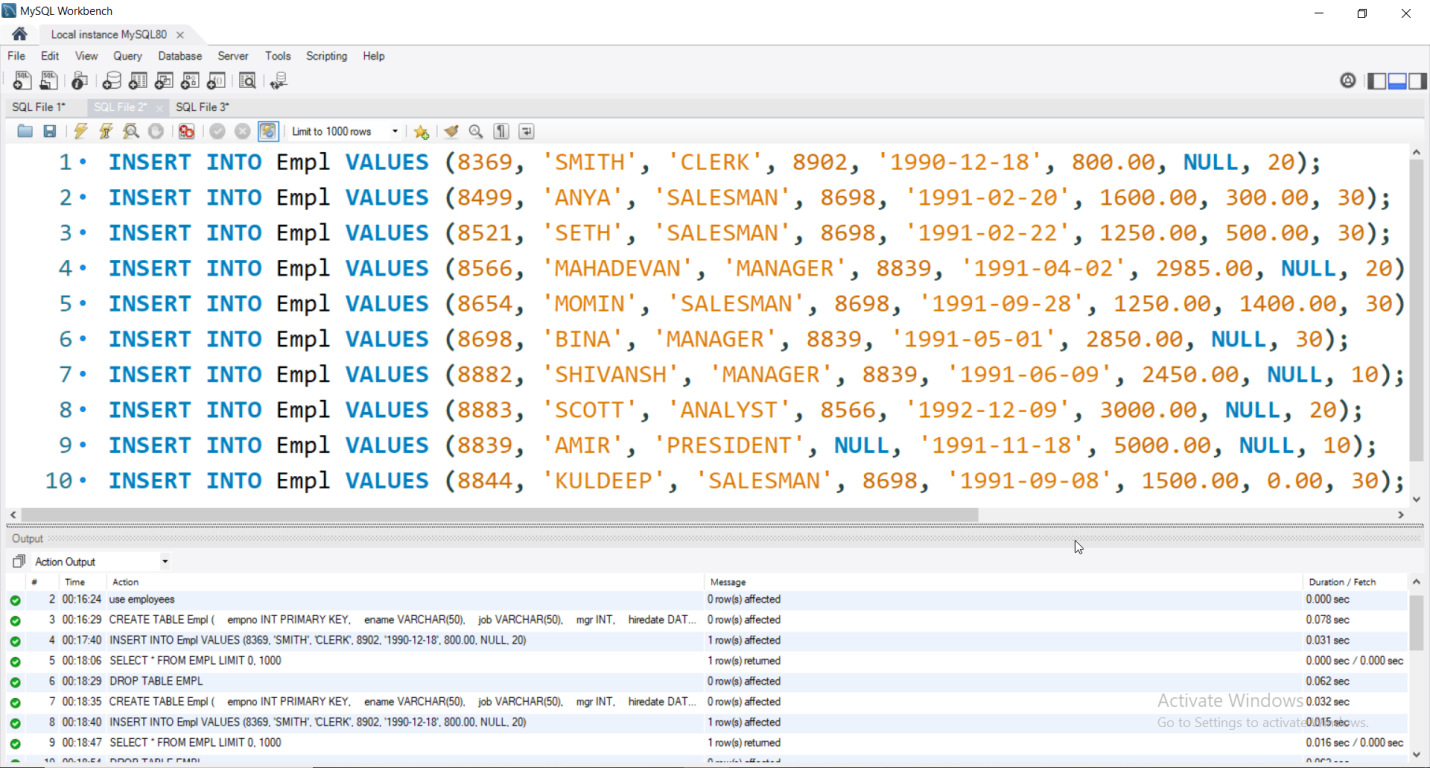 MySQL Workbench
Local instance MySQL80
File Edit View Query Database Server Tools Scripting Help
SQL File 1* SQL File 2* SQL File 3*
Limit to 1000 rows
1 INSERT INTO Empl VALUES (8369, 'SMITH', 'CLERK', 8902, '1990-12-18', 800.00, NULL, 20);
2 INSERT INTO Empl VALUES (8499, 'ANYA', 'SALESMAN', 8698, '1991-02-20', 1600.00, 300.00, 30);
3 INSERT INTO Empl VALUES (8521, 'SETH', 'SALESMAN', 8698, '1991-02-22', 1250.00, 500.00, 30);
4 INSERT INTO Empl VALUES (8566, 'MAHADEVAN', 'MANAGER', 8839, '1991-04-02', 2985.00, NULL, 20)
5 INSERT INTO Empl VALUES (8654, 'MOMIN', 'SALESMAN', 8698, '1991-09-28', 1250.00, 1400.00, 30)
6 INSERT INTO Empl VALUES (8698, 'BINA', 'MANAGER', 8839, '1991-05-01', 2850.00, NULL, 30);
7 INSERT INTO Empl VALUES (8882, 'SHIVANSH', 'MANAGER', 8839, '1991-06-09', 2450.00, NULL, 10);
8 INSERT INTO Empl VALUES (8883, 'SCOTT', 'ANALYST', 8566, '1992-12-09', 3000.00, NULL, 20);
9 INSERT INTO Empl VALUES (8839, 'AMIR', 'PRESIDENT', NULL, '1991-11-18', 5000.00, NULL, 10);
10 INSERT INTO Empl VALUES (8844, 'KULDEEP', 'SALESMAN', 8698, '1991-09-08', 1500.00, 0.00, 30);
Output
Action Output
# Time Action Message Duration / Fetch
2 00:16:24 use employees 0 row(s) affected 0.000 sec
3 00:16:29 CREATE TABLE Empl ( empno INT PRIMARY KEY, ename VARCHAR(50), job VARCHAR(50), mgr INT, hiredate DAT... 0 row(s) affected 0.078 sec
4 00:17:40 INSERT INTO Empl VALUES (8369, 'SMITH', 'CLERK', 8902, '1990-12-18', 800.00, NULL, 20) 1 row(s) affected 0.031 sec
5 00:18:06 SELECT * FROM EMPL LIMIT 0, 1000 1 row(s) returned 0.000 sec / 0.000 sec
6 00:18:29 DROP TABLE EMPL 0 row(s) affected 0.062 sec
7 00:18:35 CREATE TABLE Empl ( empno INT PRIMARY KEY, ename VARCHAR(50), job VARCHAR(50), mgr INT, hiredate DAT... 0 row(s) affected 0.032 sec
Activate Windows
8 00:18:40 INSERT INTO Empl VALUES (8369, 'SMITH', 'CLERK', 8902, '1990-12-18', 800.00, NULL, 20) 1 row(s) affected 0.015 sec
Go to Settings to activate Windows.
9 00:18:47 SELECT * FROM EMPL LIMIT 0, 1000 1 row(s) returned 0.016 sec / 0.000 sec
10 00:18:54 DROP TABLE EMPL 0 row(s) affected